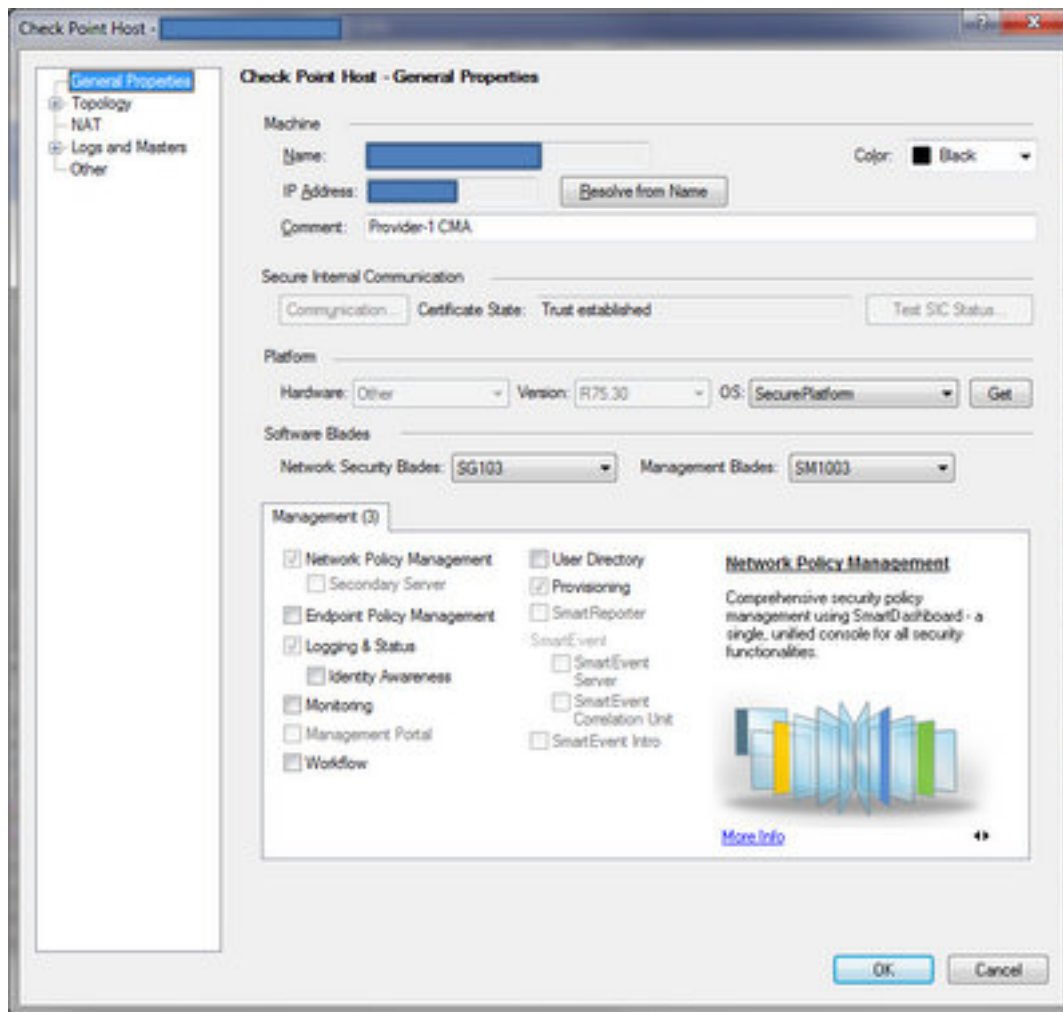 Check Point Host -
General Properties
Topology
NAT
Logs and Masters
Other
Check Point Host - General Properties
Machine
Name:
Color: Black
IP Address:
Resolve from Name
Comment: Provider-1 CMA
Secure Internal Communication
Communication... Certificate State: Trust established Test SIC Status...
Platform
Hardware: Other Version: R75.30 OS: SecurePlatform Get
Software Blades
Network Security Blades: SG103 Management Blades: SM1003
Management (3)
Network Policy Management
Secondary Server
Endpoint Policy Management
Logging & Status
Identity Awareness
Monitoring
Management Portal
Workflow
User Directory
Provisioning
SmartReporter
SmartEvent
SmartEvent
Server
SmartEvent
Correlation Unit
SmartEvent Intro
Network Policy Management
Comprehensive security policy
management using SmartDashboard - a
single, unified console for all security
functionalities.
More Info
OK Cancel